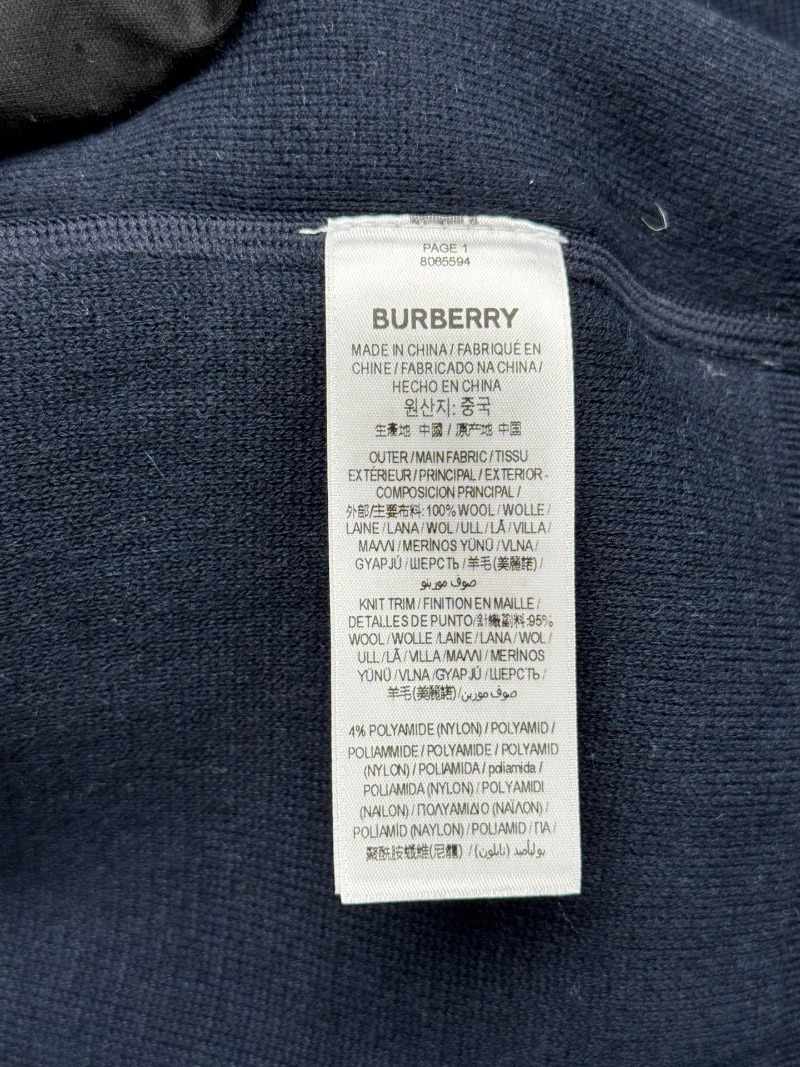 PAGE 1
8065594
BURBERRY
MADE IN CHINA / FABRIQUÉ EN
CHINE / FABRICADO NA CHINA /
HECHO EN CHINA
원산지: 중국
生產地 中國 / 原产地 中国
OUTER / MAIN FABRIC / TISSU
EXTÉRIEUR / PRINCIPAL / EXTERIOR -
COMPOSICION PRINCIPAL /
外部/主要布料:100% WOOL / WOLLE /
LAINE / LANA / WOL / ULL / LÃ / VILLA /
ΜΑΛΛΙ / MERİNOS YÜNÜ / VLNA /
GYAPJÚ / ШЕРСТЬ / 羊毛(美麗諾) /
صوف مورينو
KNIT TRIM / FINITION EN MAILLE /
DETALLES DE PUNTO/針織副料:95%
WOOL / WOLLE / LAINE / LANA / WOL /
ULL / LÃ / VILLA / ΜΑΛΛΙ / MERİNOS
YÜNÜ / VLNA / GYAPJÚ / ШЕРСТЬ /
羊毛(美麗諾) / صوف مورين
4% POLYAMIDE (NYLON) / POLYAMID /
POLIAMMIDE / POLYAMIDE / POLYAMID
(NYLON) / POLIAMIDA / poliamida /
POLIAMIDA (NYLON) / POLYAMIDI
(NAILON) / ΠΟΛΥΑΜΙΔΙΟ (ΝΑΪΛΟΝ) /
POLİAMİD (NAYLON) / POLIAMID / ПА /
聚酰胺纖維(尼龍) / بولياميد (نايلون) /